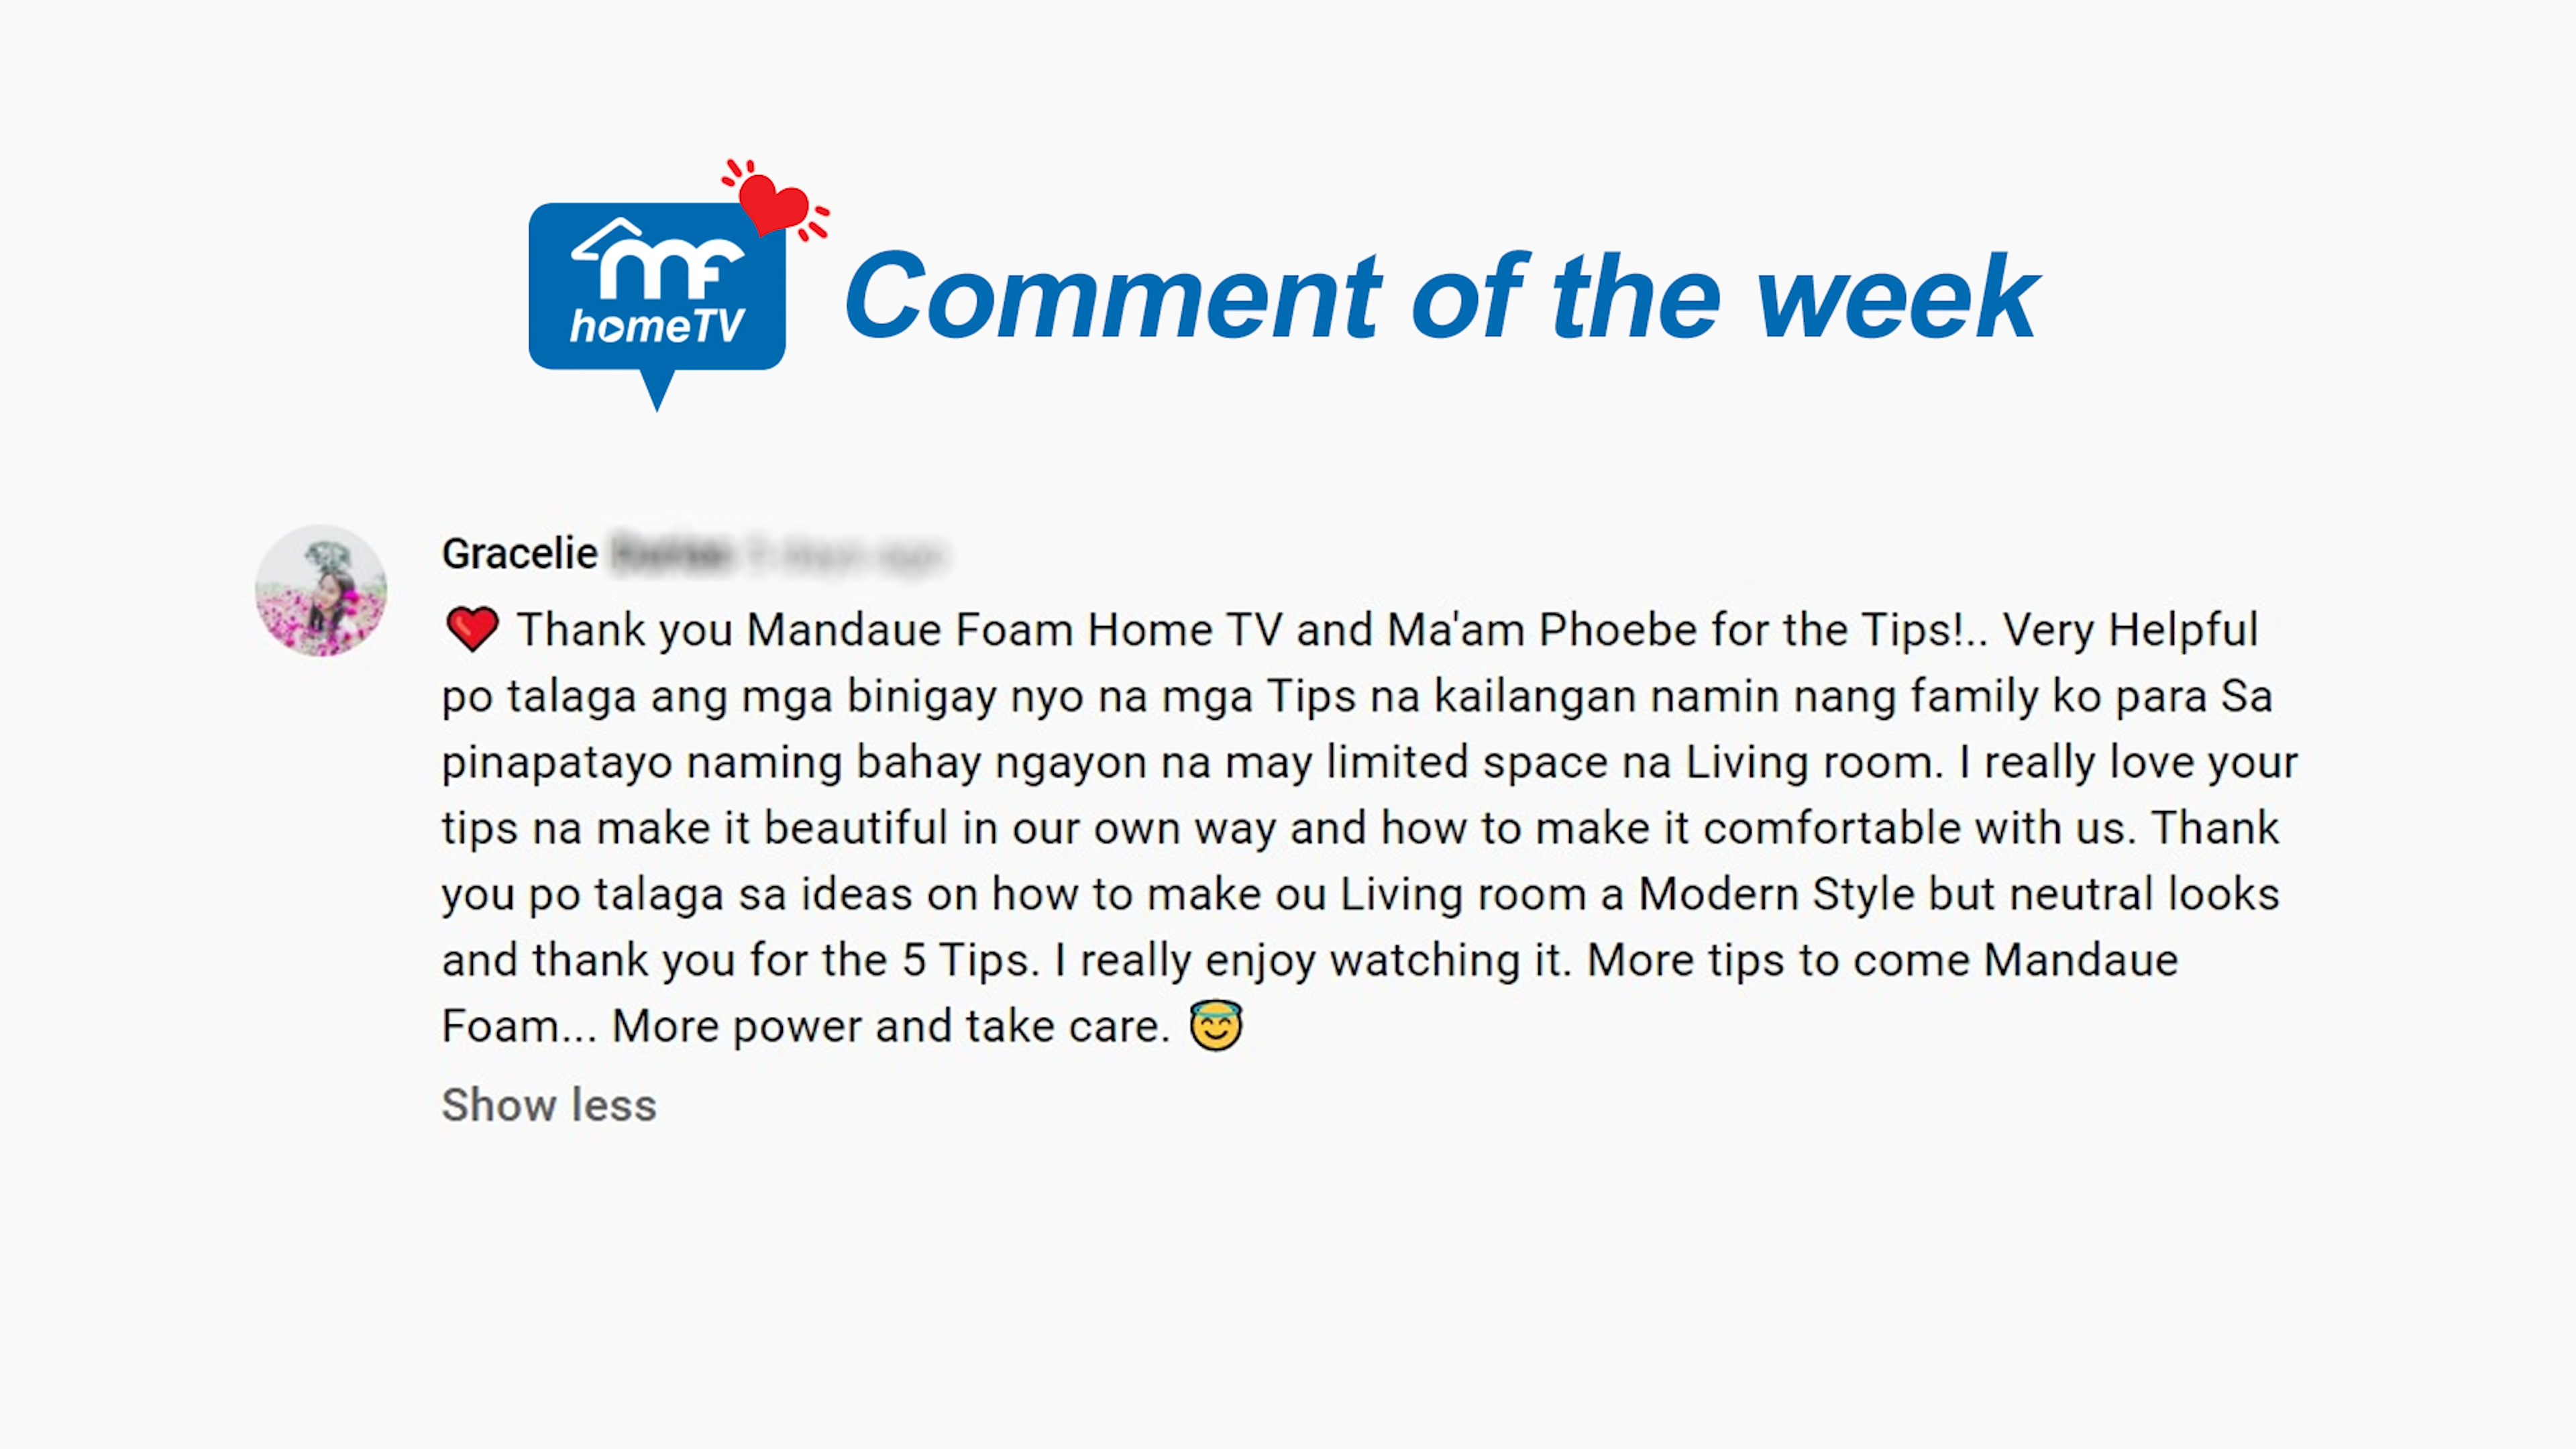 mf
homeTV
Comment of the week
Gracelie
❤️ Thank you Mandaue Foam Home TV and Ma'am Phoebe for the Tips!.. Very Helpful
po talaga ang mga binigay nyo na mga Tips na kailangan namin nang family ko para Sa
pinapatayo naming bahay ngayon na may limited space na Living room. I really love your
tips na make it beautiful in our own way and how to make it comfortable with us. Thank
you po talaga sa ideas on how to make ou Living room a Modern Style but neutral looks
and thank you for the 5 Tips. I really enjoy watching it. More tips to come Mandaue
Foam... More power and take care. 😇
Show less